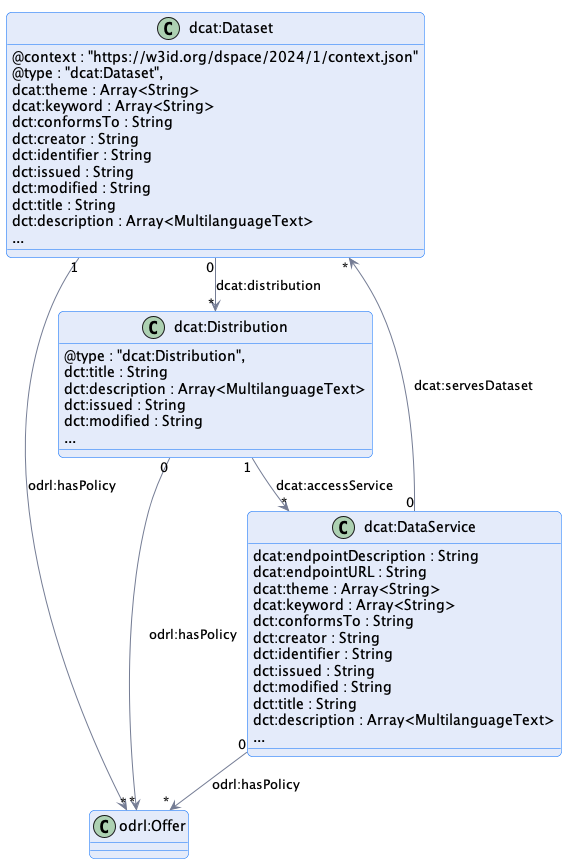 C dcat:Dataset
@context : "https://w3id.org/dspace/2024/1/context.json"
@type : "dcat:Dataset",
dcat:theme : Array<String>
dcat:keyword : Array<String>
dct:conformsTo : String
dct:creator : String
dct:identifier : String
dct:issued : String
dct:modified : String
dct:title : String
dct:description : Array<MultilanguageText>
...
1 0 *
dcat:distribution
*
C dcat:Distribution
@type : "dcat:Distribution",
dct:title : String
dct:description : Array<MultilanguageText>
dct:issued : String
dct:modified : String
...
dcat:servesDataset
0 1
odrl:hasPolicy dcat:accessService
* 0
C dcat:DataService
dcat:endpointDescription : String
dcat:endpointURL : String
dcat:theme : Array<String>
dcat:keyword : Array<String>
dct:conformsTo : String
dct:creator : String
dct:identifier : String
dct:issued : String
dct:modified : String
dct:title : String
dct:description : Array<MultilanguageText>
...
odrl:hasPolicy
0
odrl:hasPolicy
* * *
C odrl:Offer